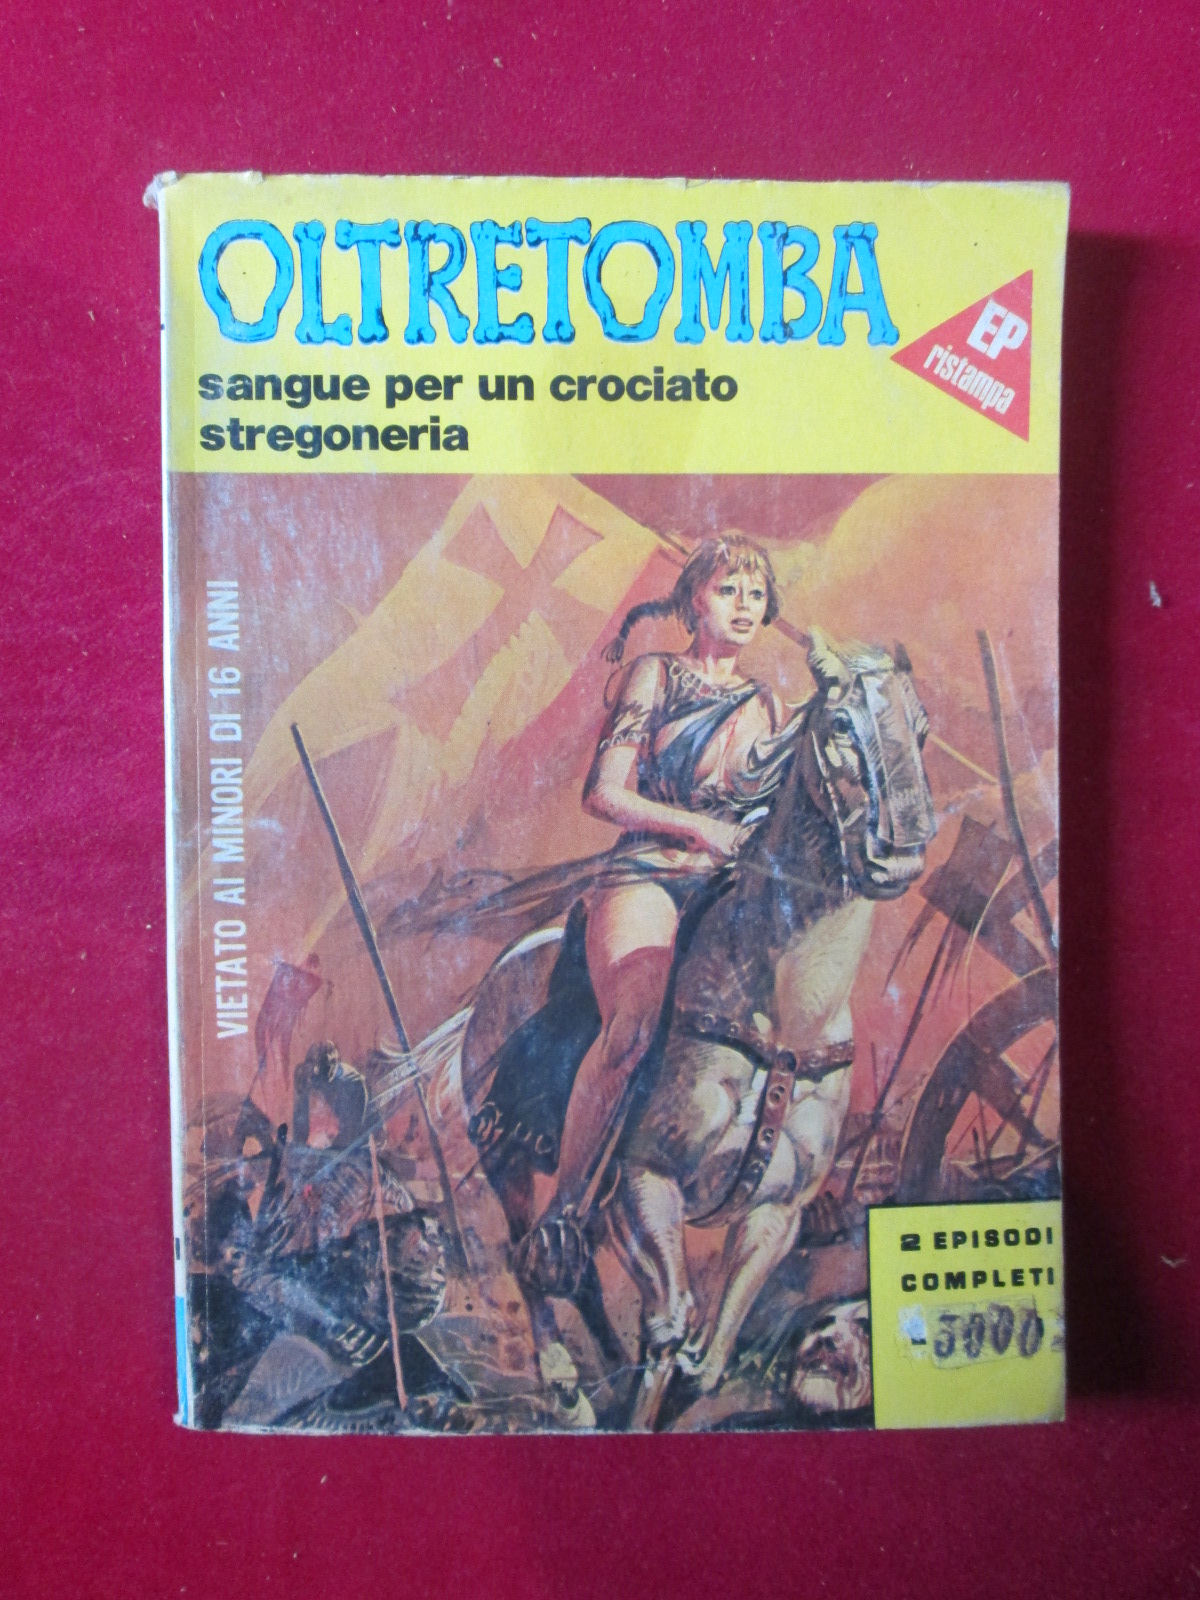 OLTRETOMBA
EP
ristampa
sangue per un crociato
stregoneria
VIETATO AI MINORI DI 16 ANNI
2 EPISODI
COMPLETI
3000